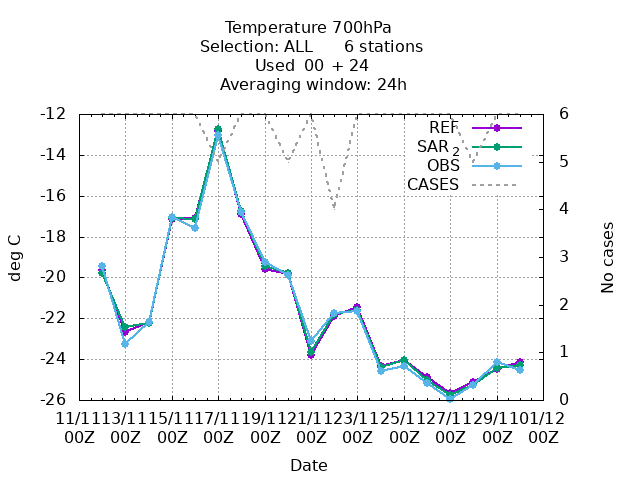 Temperature 700hPa
Selection: ALL 6 stations
Used 00 + 24
Averaging window: 24h
-12
-14
-16
-18
-20
-22
-24
-26
deg C
6
5
4
3
2
1
0
No cases
REF
SAR 2
OBS
CASES
11/11 13/11 15/11 17/11 19/11 21/11 23/11 25/11 27/11 29/11 01/12
00Z 00Z 00Z 00Z 00Z 00Z 00Z 00Z 00Z 00Z 00Z
Date